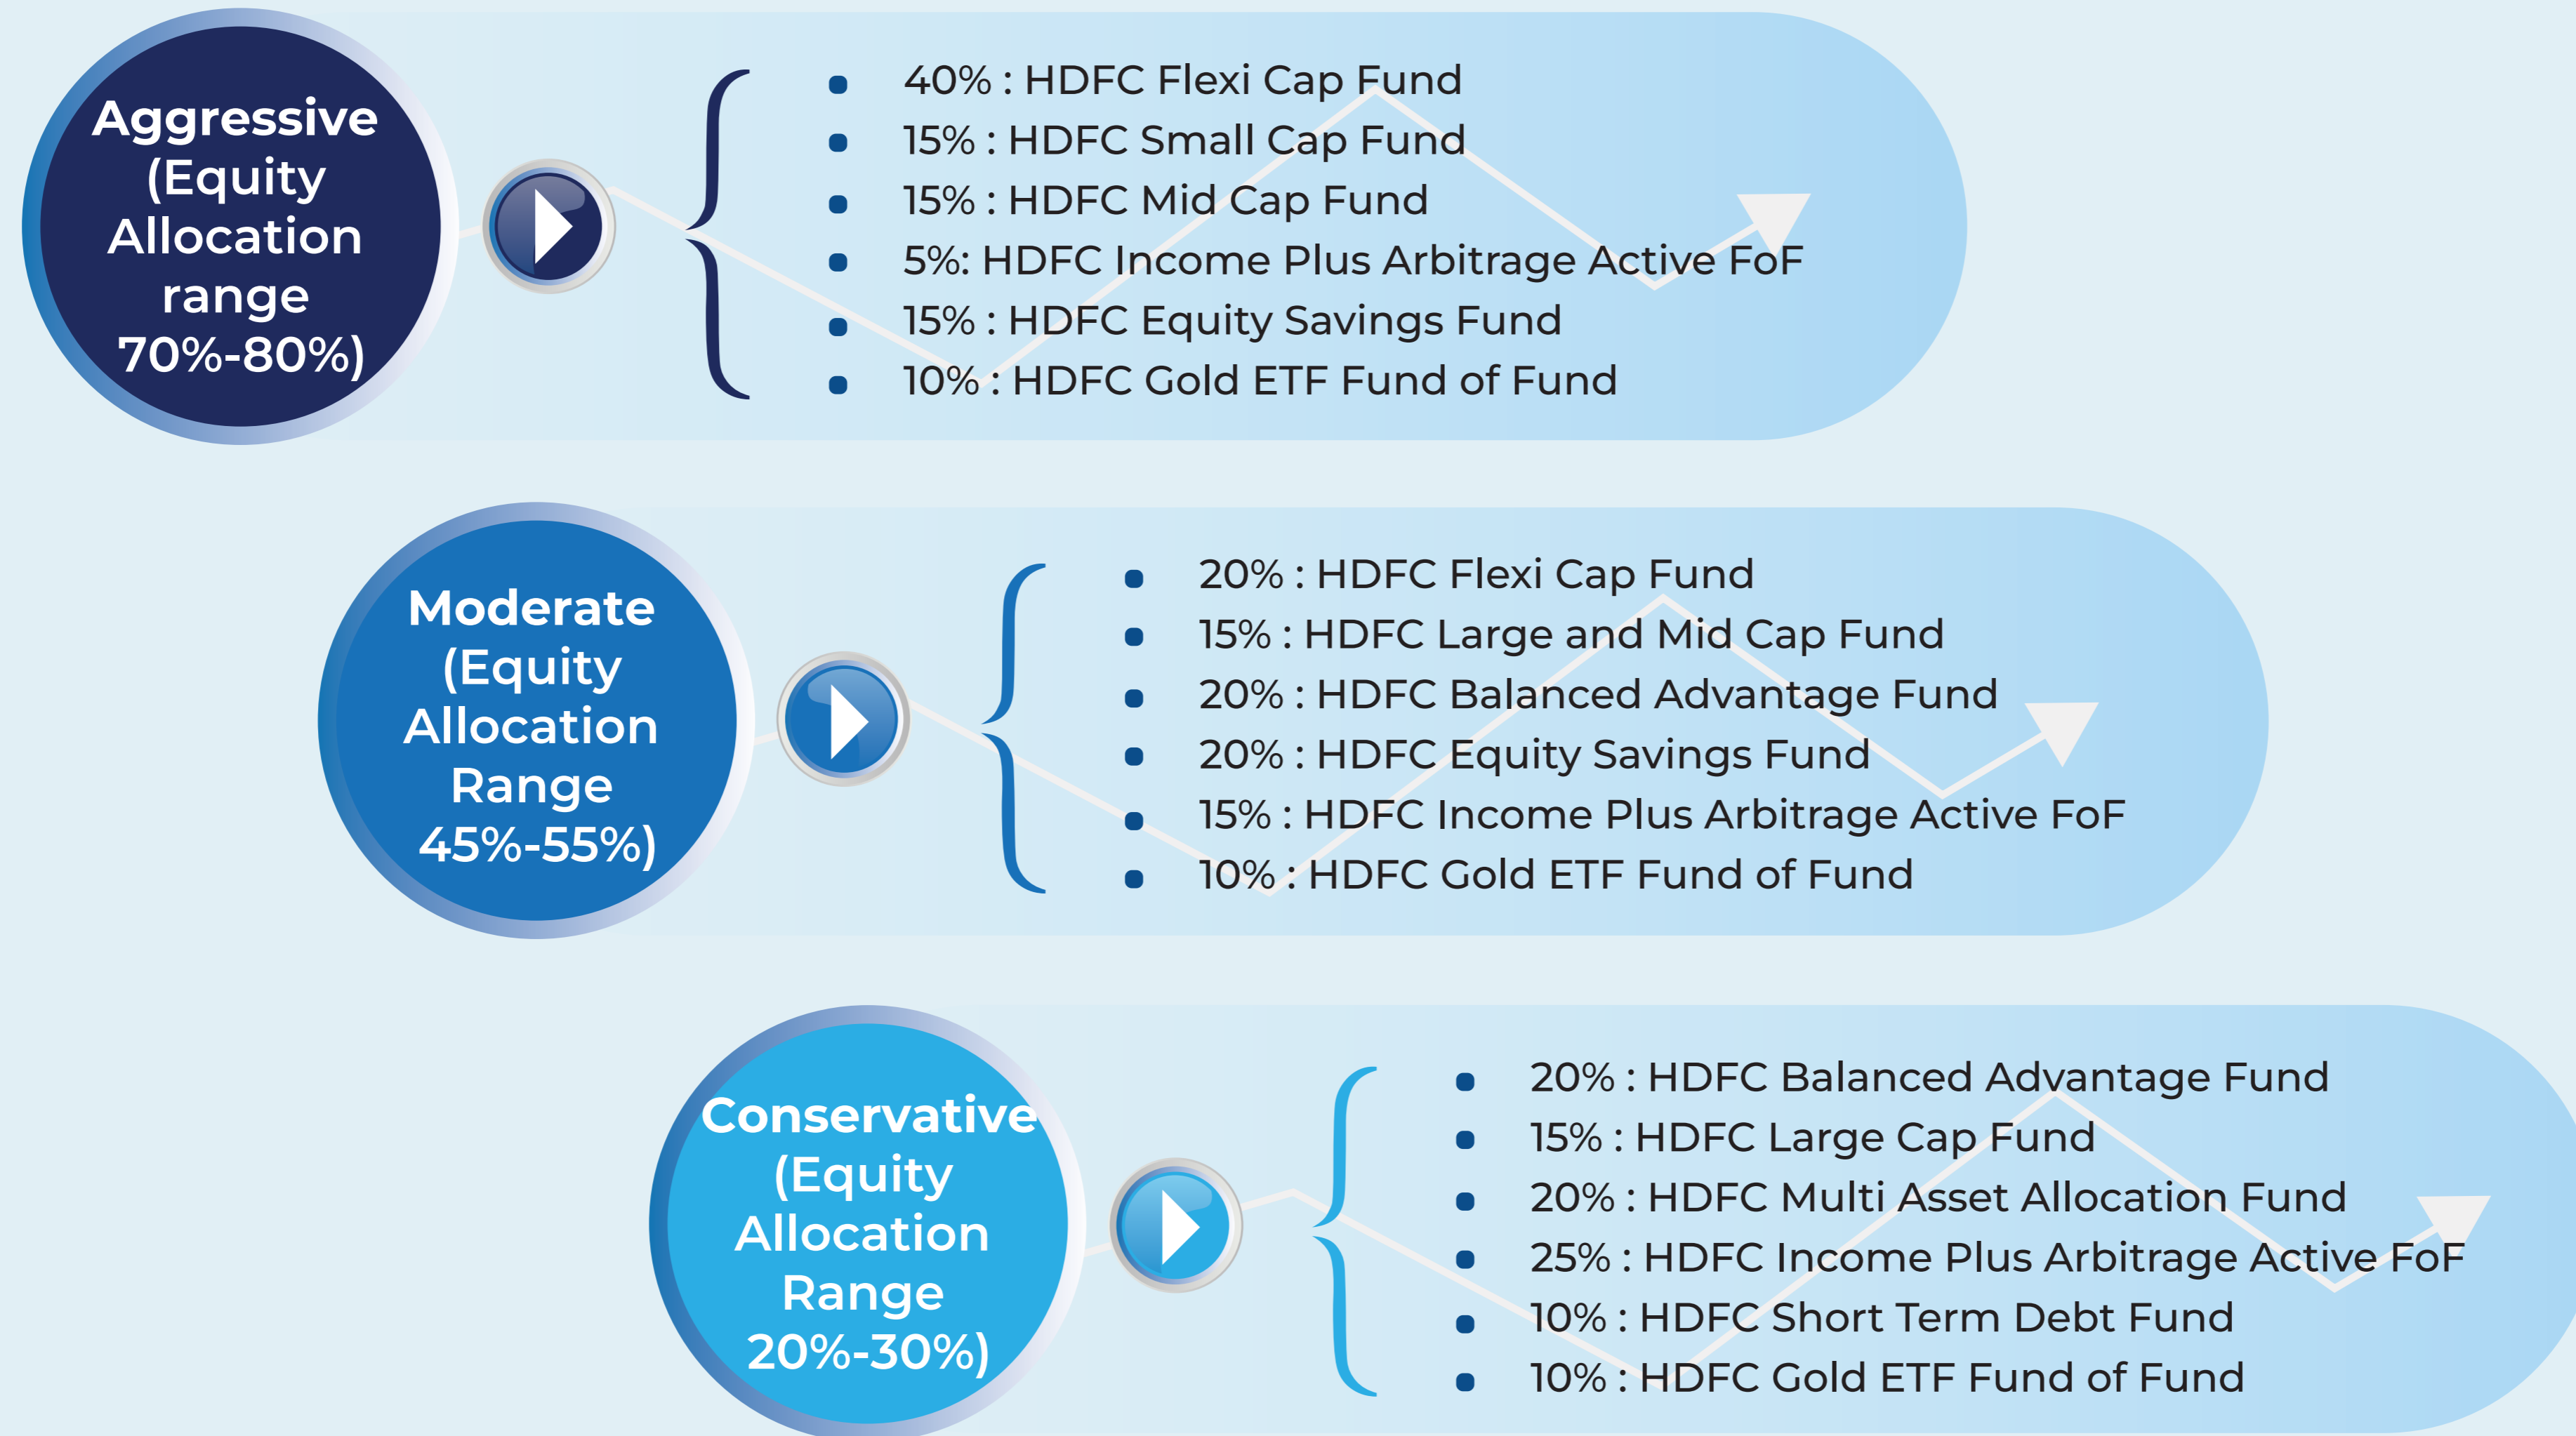 Aggressive
(Equity
Allocation
range
70%-80%)
40% : HDFC Flexi Cap Fund
15% : HDFC Small Cap Fund
15% : HDFC Mid Cap Fund
5%: HDFC Income Plus Arbitrage Active FoF
15% : HDFC Equity Savings Fund
10% : HDFC Gold ETF Fund of Fund
Moderate
(Equity
Allocation
Range
45%-55%)
20% : HDFC Flexi Cap Fund
15% : HDFC Large and Mid Cap Fund
20% : HDFC Balanced Advantage Fund
20% : HDFC Equity Savings Fund
15% : HDFC Income Plus Arbitrage Active FoF
10% : HDFC Gold ETF Fund of Fund
Conservative
(Equity
Allocation
Range
20%-30%)
20% : HDFC Balanced Advantage Fund
15% : HDFC Large Cap Fund
20% : HDFC Multi Asset Allocation Fund
25% : HDFC Income Plus Arbitrage Active FoF
10% : HDFC Short Term Debt Fund
10% : HDFC Gold ETF Fund of Fund